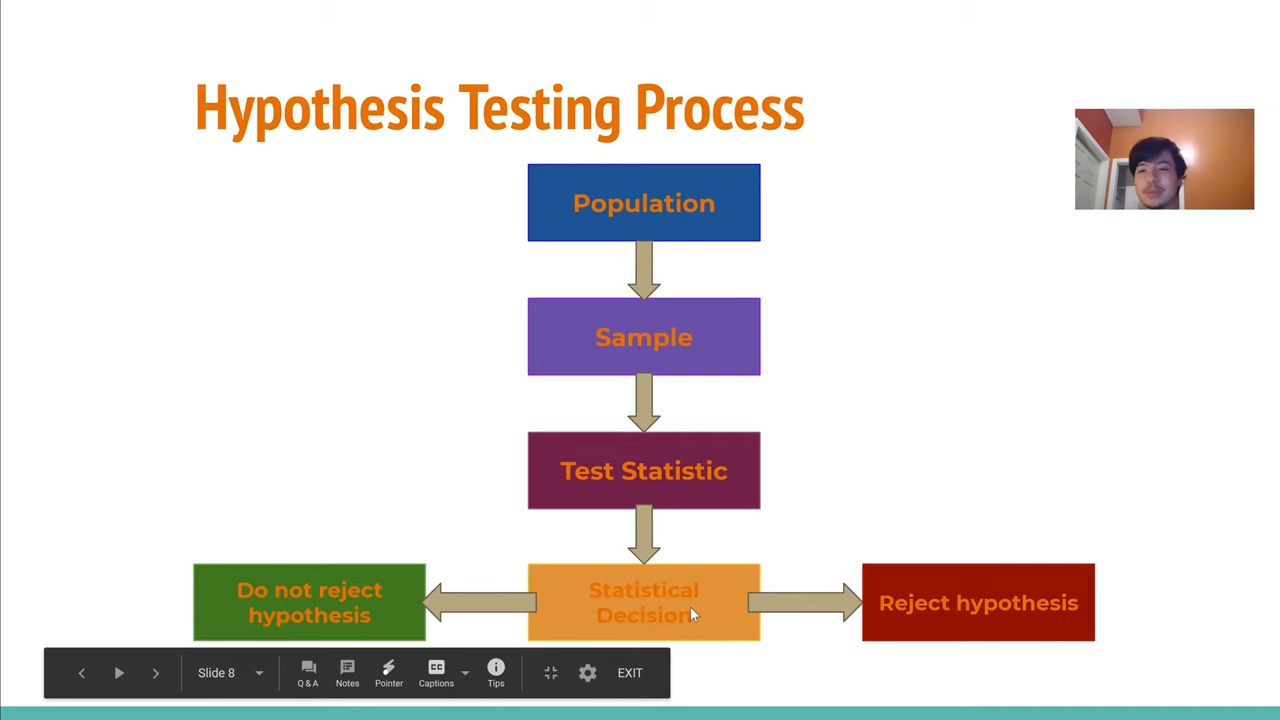 Hypothesis Testing Process
Population
Sample
Test Statistic
Do not reject
hypothesis
Statistical
Decision
Reject hypothesis
Slide 8
Q & A
Notes
Pointer
CC
Captions
Tips
EXIT